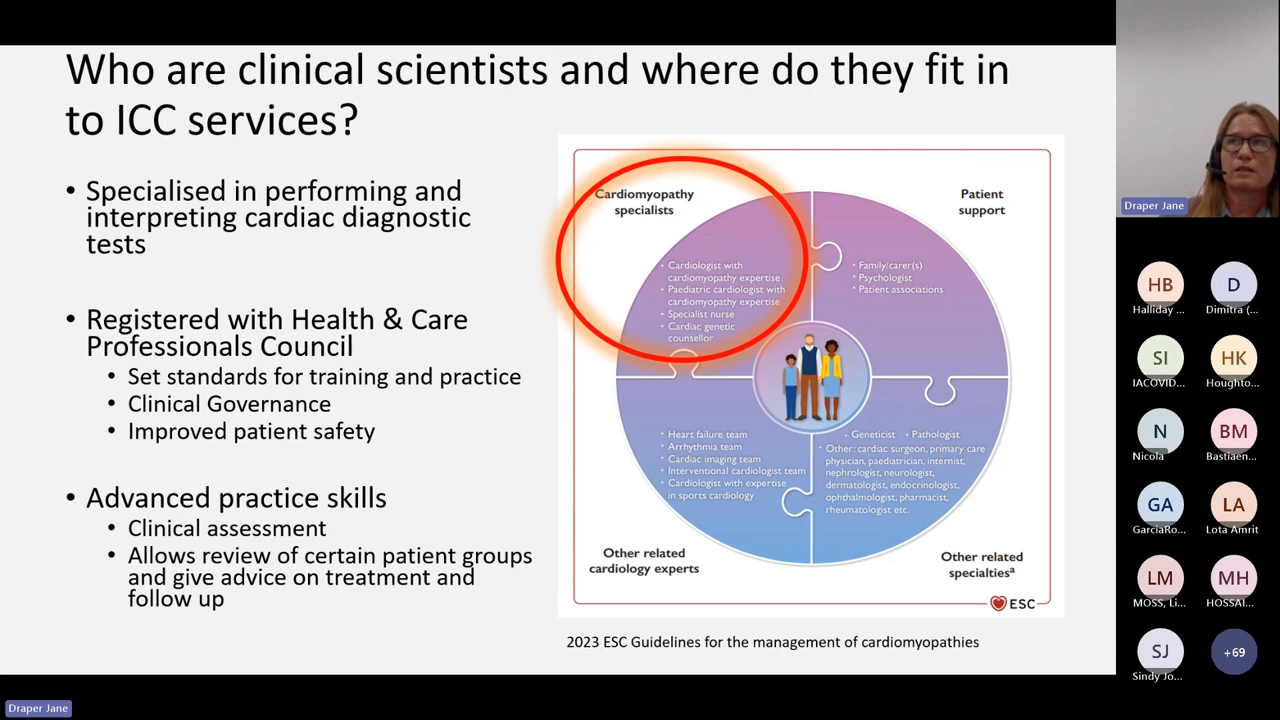 Who are clinical scientists and where do they fit in
to ICC services?
• Specialised in performing and
interpreting cardiac diagnostic
tests
• Registered with Health & Care
Professionals Council
• Set standards for training and practice
• Clinical Governance
• Improved patient safety
• Advanced practice skills
• Clinical assessment
• Allows review of certain patient groups
and give advice on treatment and
follow up
Cardiomyopathy
specialists
• Cardiologist with
cardiomyopathy expertise
• Paediatric cardiologist with
cardiomyopathy expertise
• Specialist nurse
• Cardiac genetic
counsellor
Patient
support
• Family/carer(s)
• Psychologist
• Patient associations
• Heart failure team
• Arrhythmia team
• Cardiac imaging team
• Interventional cardiologist team
• Cardiologist with expertise
in sports cardiology
Other related
cardiology experts
• Geneticist • Pathologist
• Other: cardiac surgeon, primary care
physician, paediatrician, internist,
nephrologist, neurologist,
dermatologist, endocrinologist,
ophthalmologist, pharmacist,
rheumatologist etc.
Other related
specialtiesᵃ
ESC
2023 ESC Guidelines for the management of cardiomyopathies
Draper Jane
HB
Halliday ...
D
Dimitra (...
SI
IACOVID...
HK
Houghto...
N
Nicola
BM
Bastiaen...
GA
GarciaRo...
LA
Lota Amrit
LM
MOSS, Li...
MH
HOSSAI...
SJ
Sindy Jo...
+69
Draper Jane